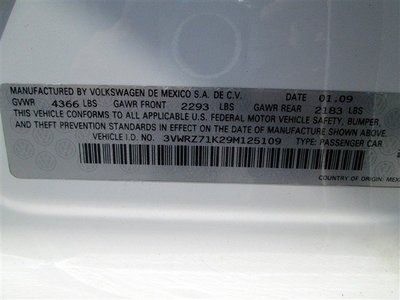 MANUFACTURED BY VOLKSWAGEN DE MEXICO S.A. DE C.V. DATE 01.09
GVWR 4366 LBS GAWR FRONT 2293 LBS GAWR REAR 2183 LBS
THIS VEHICLE CONFORMS TO ALL APPLICABLE U.S. FEDERAL MOTOR VEHICLE SAFETY, BUMPER,
AND THEFT PREVENTION STANDARDS IN EFFECT ON THE DATE OF MANUFACTURE SHOWN ABOVE.
VEHICLE I.D. NO. 3VWRZ71K29M125109 TYPE: PASSENGER CAR
COUNTRY OF ORIGIN: MEX